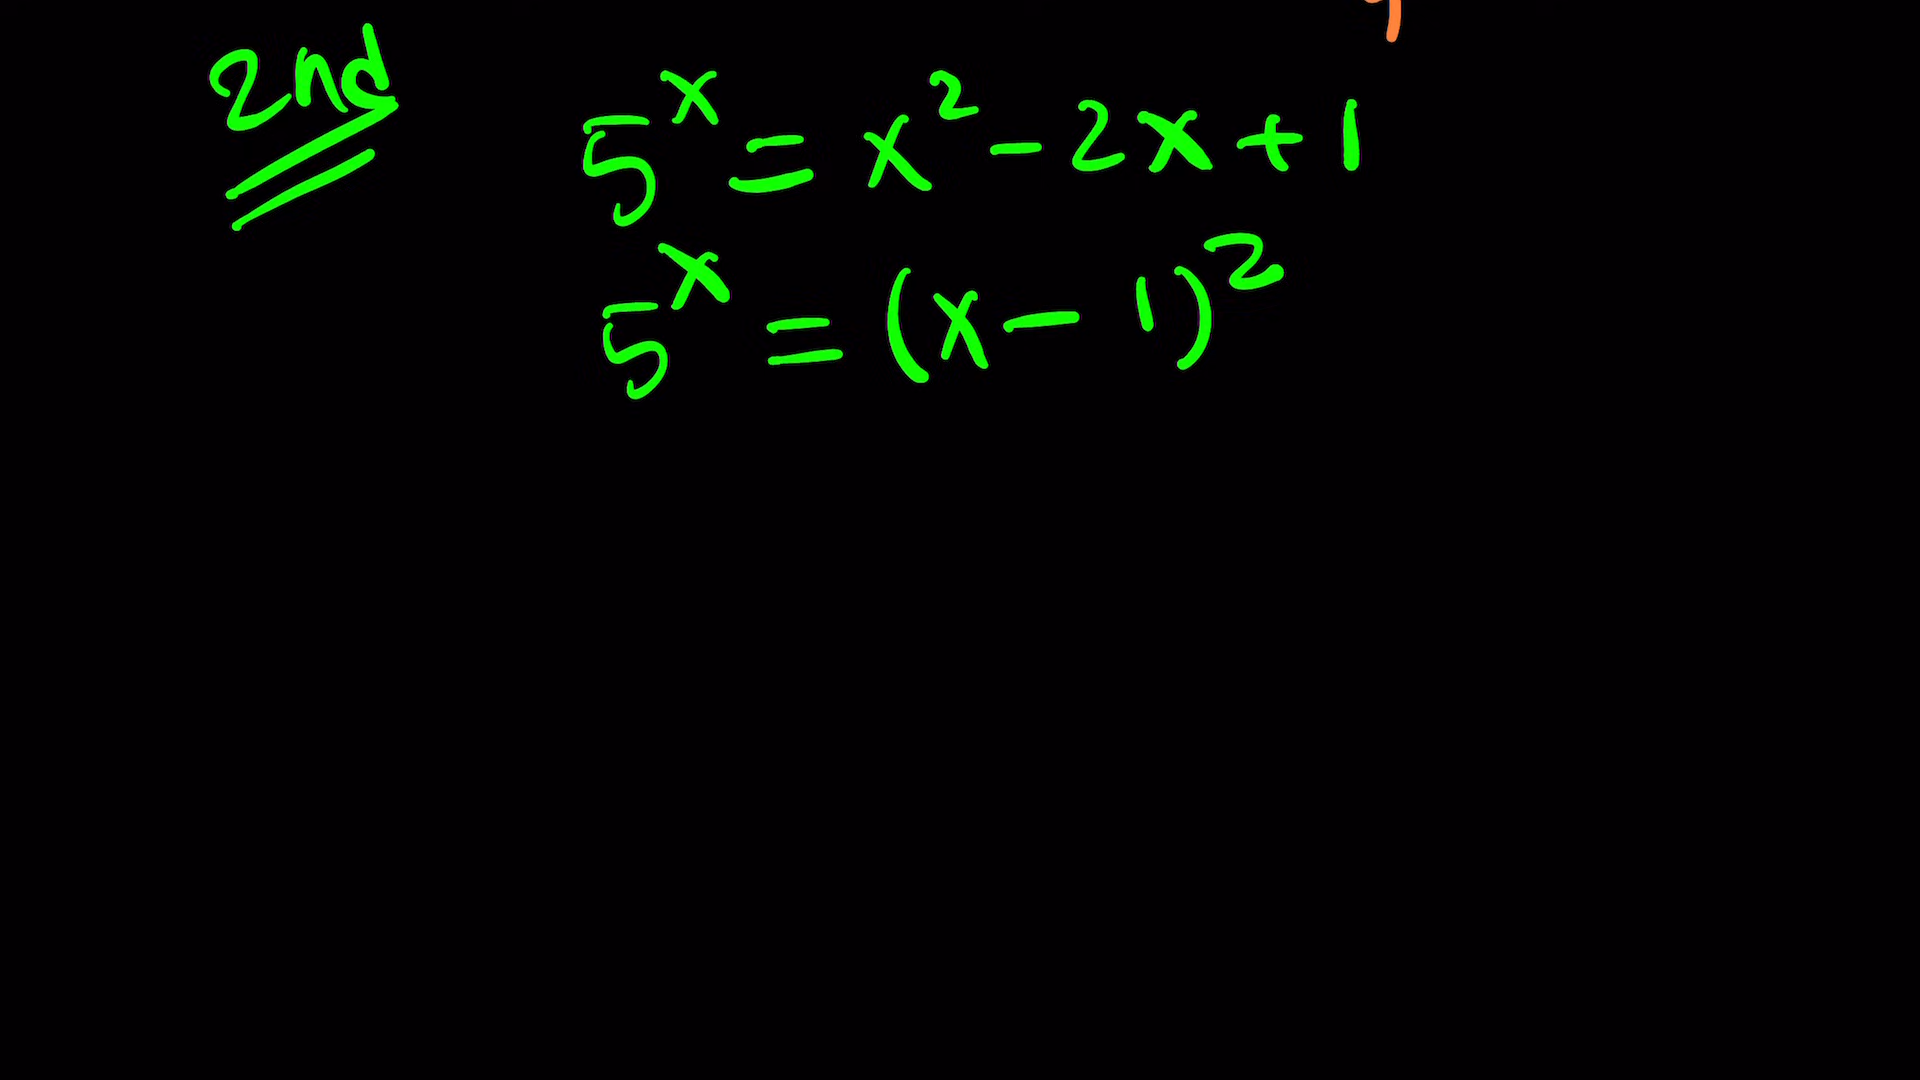 2nd
5^x = x^2 - 2x + 1
5^x = (x - 1)^2